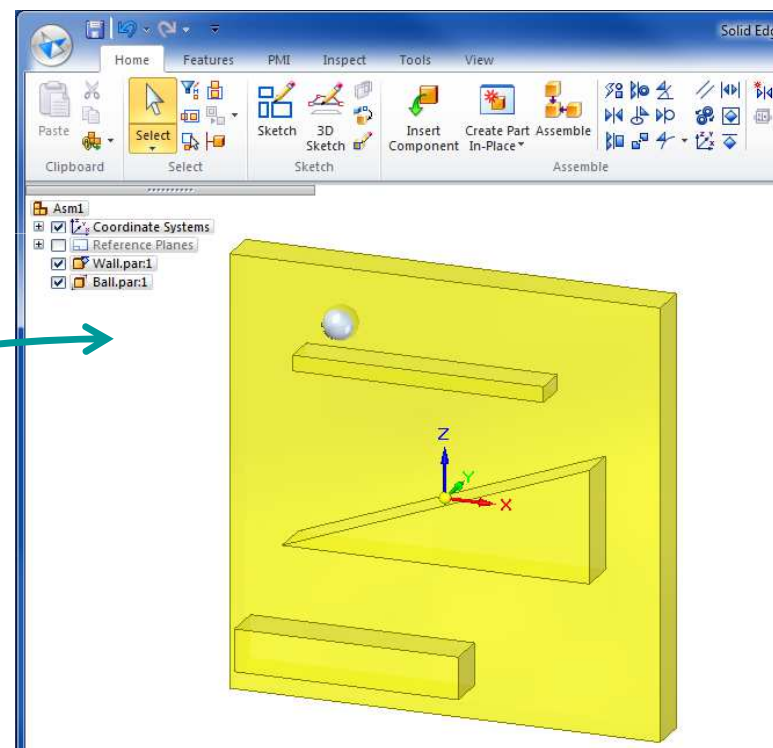 Solid Edg
Home Features PMI Inspect Tools View
Paste
Select
Sketch
3D
Sketch
Insert
Component
Create Part
In-Place
Assemble
Clipboard Select Sketch Assemble
Asm1
Coordinate Systems
Reference Planes
Wall.par:1
Ball.par:1
Z
Y
X